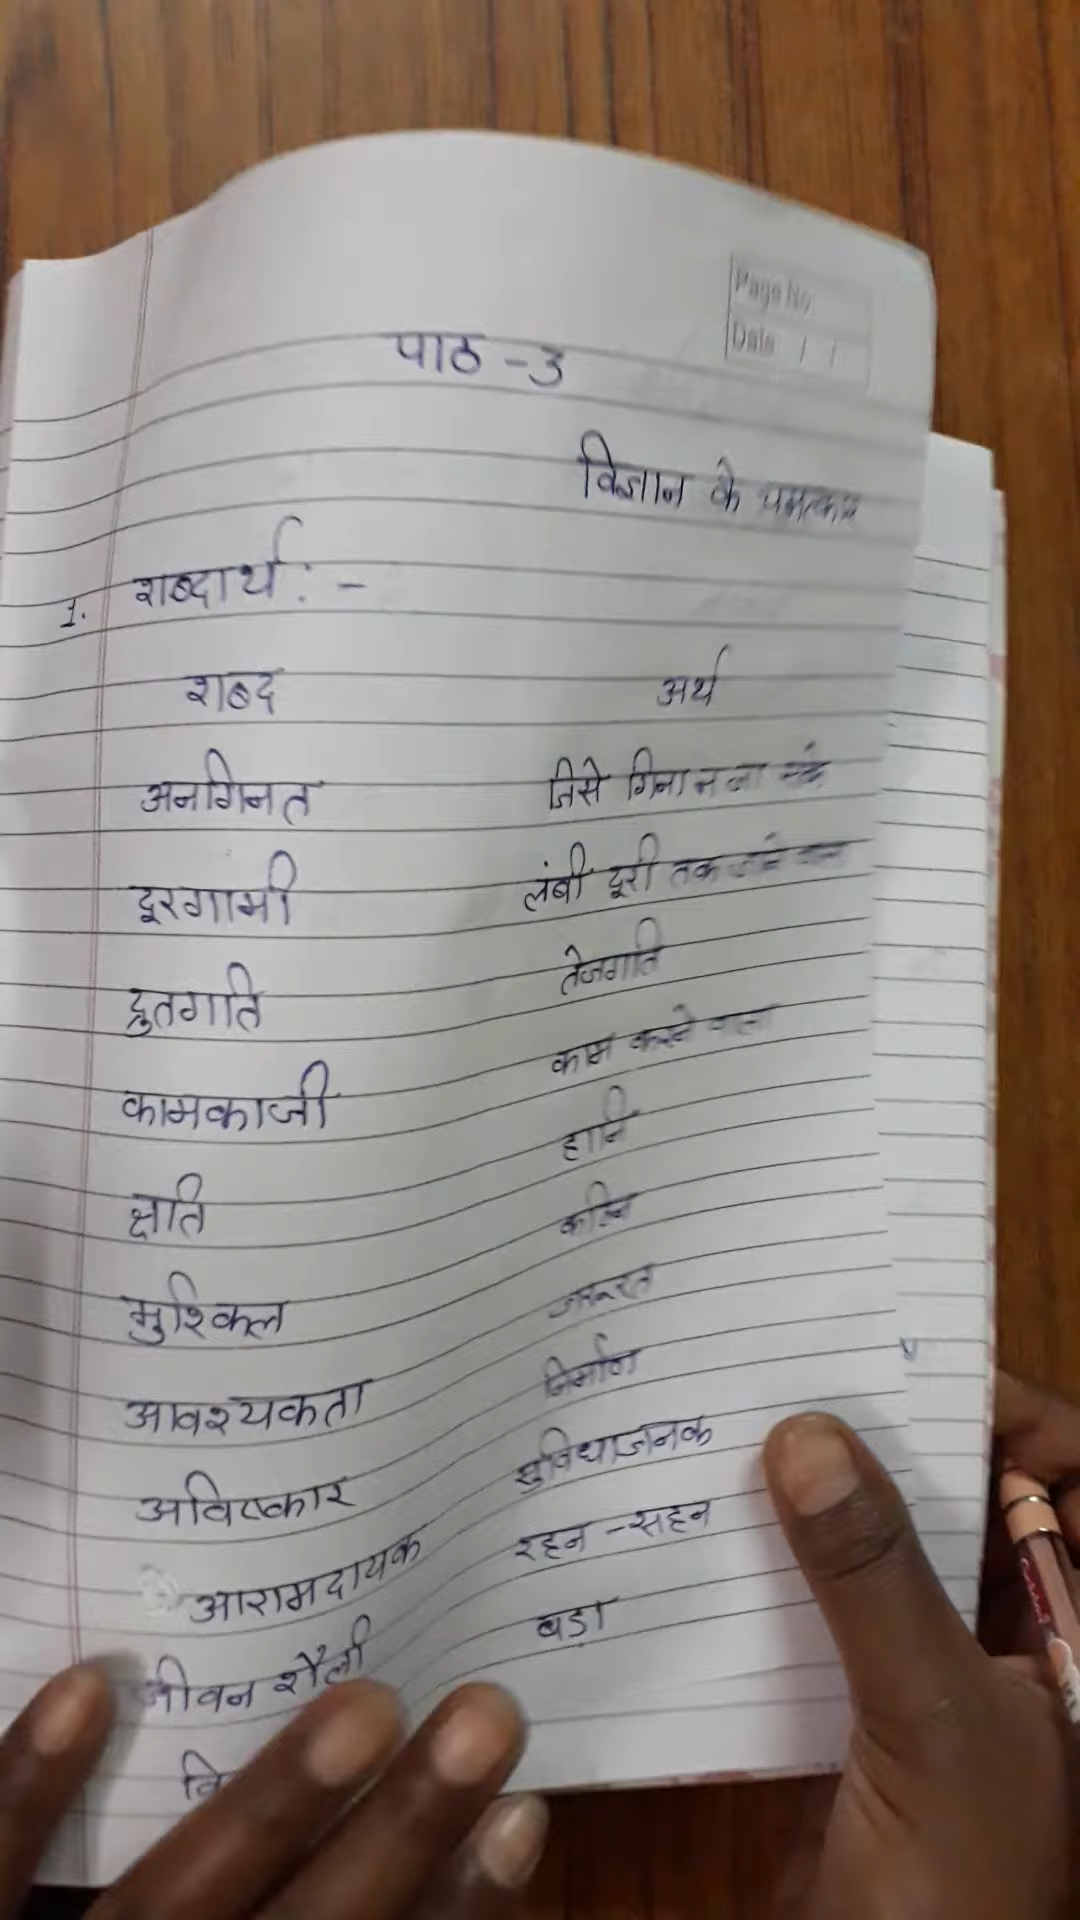 Page No.
Date / /
पाठ - 3
विज्ञान के चमत्कार
1. शब्दार्थ : -
शब्द अर्थ
अनगिनत जिसे गिना न जा सके
दूरगामी लंबी दूरी तक जाने वाला
द्रुतगति तेजगति
कामकाजी काम करने वाला
क्षति हानि
मुश्किल कठिन
आवश्यकता जरूरत
अविष्कार निर्माण
आरामदायक सुविधाजनक
जीवन शैली रहन - सहन
बड़ा